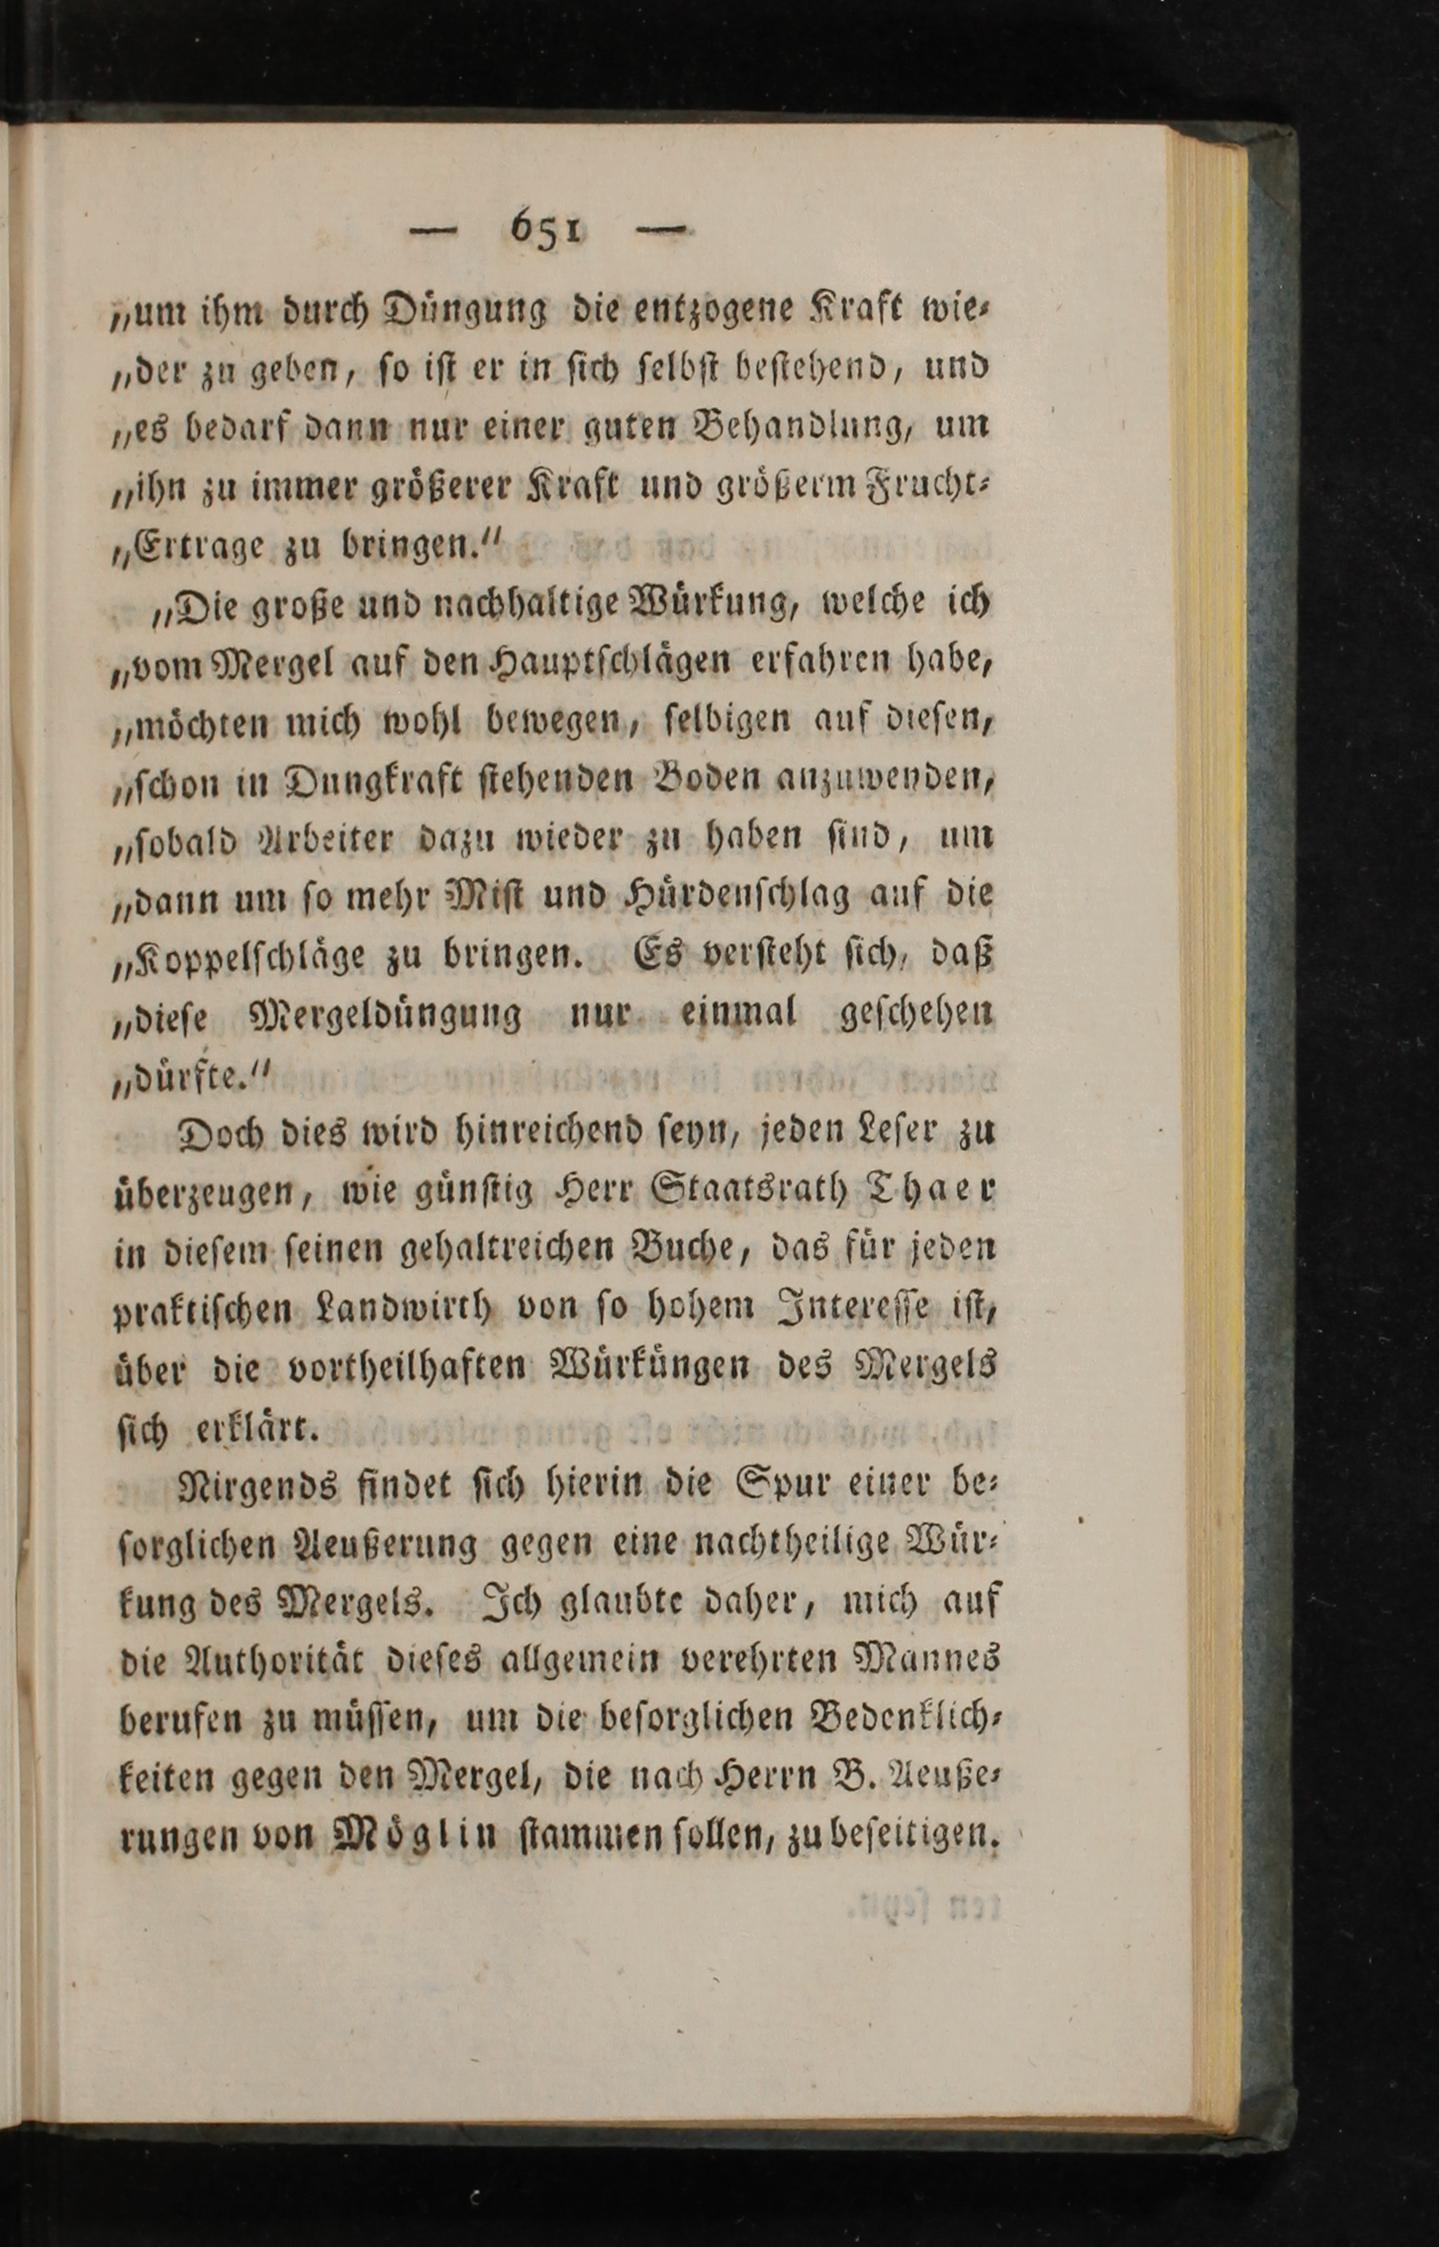 — 651 —
„um ihm durch Düngung die entzogene Kraft wie⸗
„der zu geben, ſo iſt er in ſich ſelbſt beſtehend, und
„es bedarf dann nur einer guten Behandlung, um
„ihn zu immer größerer Kraft und größerm Frucht⸗
„Ertrage zu bringen.“
„Die große und nachhaltige Würkung, welche ich
„vom Mergel auf den Hauptſchlägen erfahren habe,
„möchten mich wohl bewegen, ſelbigen auf dieſen,
„ſchon in Dungkraft ſtehenden Boden anzuwenden,
„ſobald Arbeiter dazu wieder zu haben ſind, um
„dann um ſo mehr Miſt und Hürdenſchlag auf die
„Koppelſchläge zu bringen. Es verſteht ſich, daß
„dieſe Mergeldüngung nur einmal geſchehen
„dürfte.“
Doch dies wird hinreichend ſeyn, jeden Leſer zu
überzeugen, wie günſtig Herr Staatsrath Thaer
in dieſem ſeinen gehaltreichen Buche, das für jeden
praktiſchen Landwirth von ſo hohem Intereſſe iſt,
über die vortheilhaften Würküngen des Mergels
ſich erklärt.
Nirgends findet ſich hierin die Spur einer be⸗
ſorglichen Aeußerung gegen eine nachtheilige Wür⸗
kung des Mergels. Ich glaubte daher, mich auf
die Authorität dieſes allgemein verehrten Mannes
berufen zu müſſen, um die beſorglichen Bedenklich⸗
keiten gegen den Mergel, die nach Herrn B. Aeuße⸗
rungen von Möglin ſtammen ſollen, zu beſeitigen.